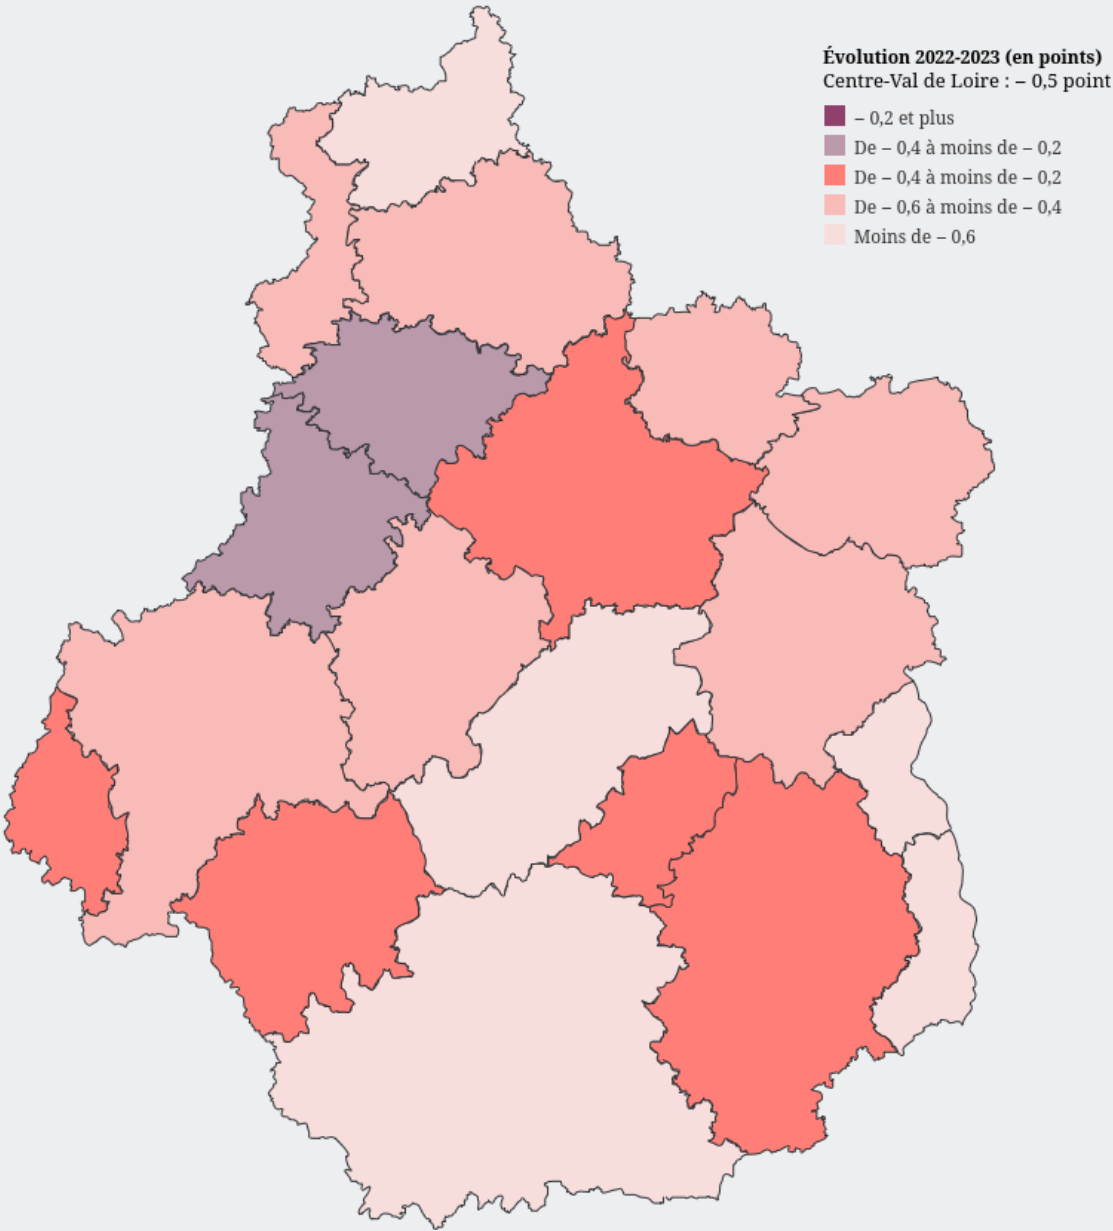 Évolution 2022-2023 (en points)
Centre-Val de Loire : – 0,5 point
– 0,2 et plus
De – 0,4 à moins de – 0,2
De – 0,4 à moins de – 0,2
De – 0,6 à moins de – 0,4
Moins de – 0,6